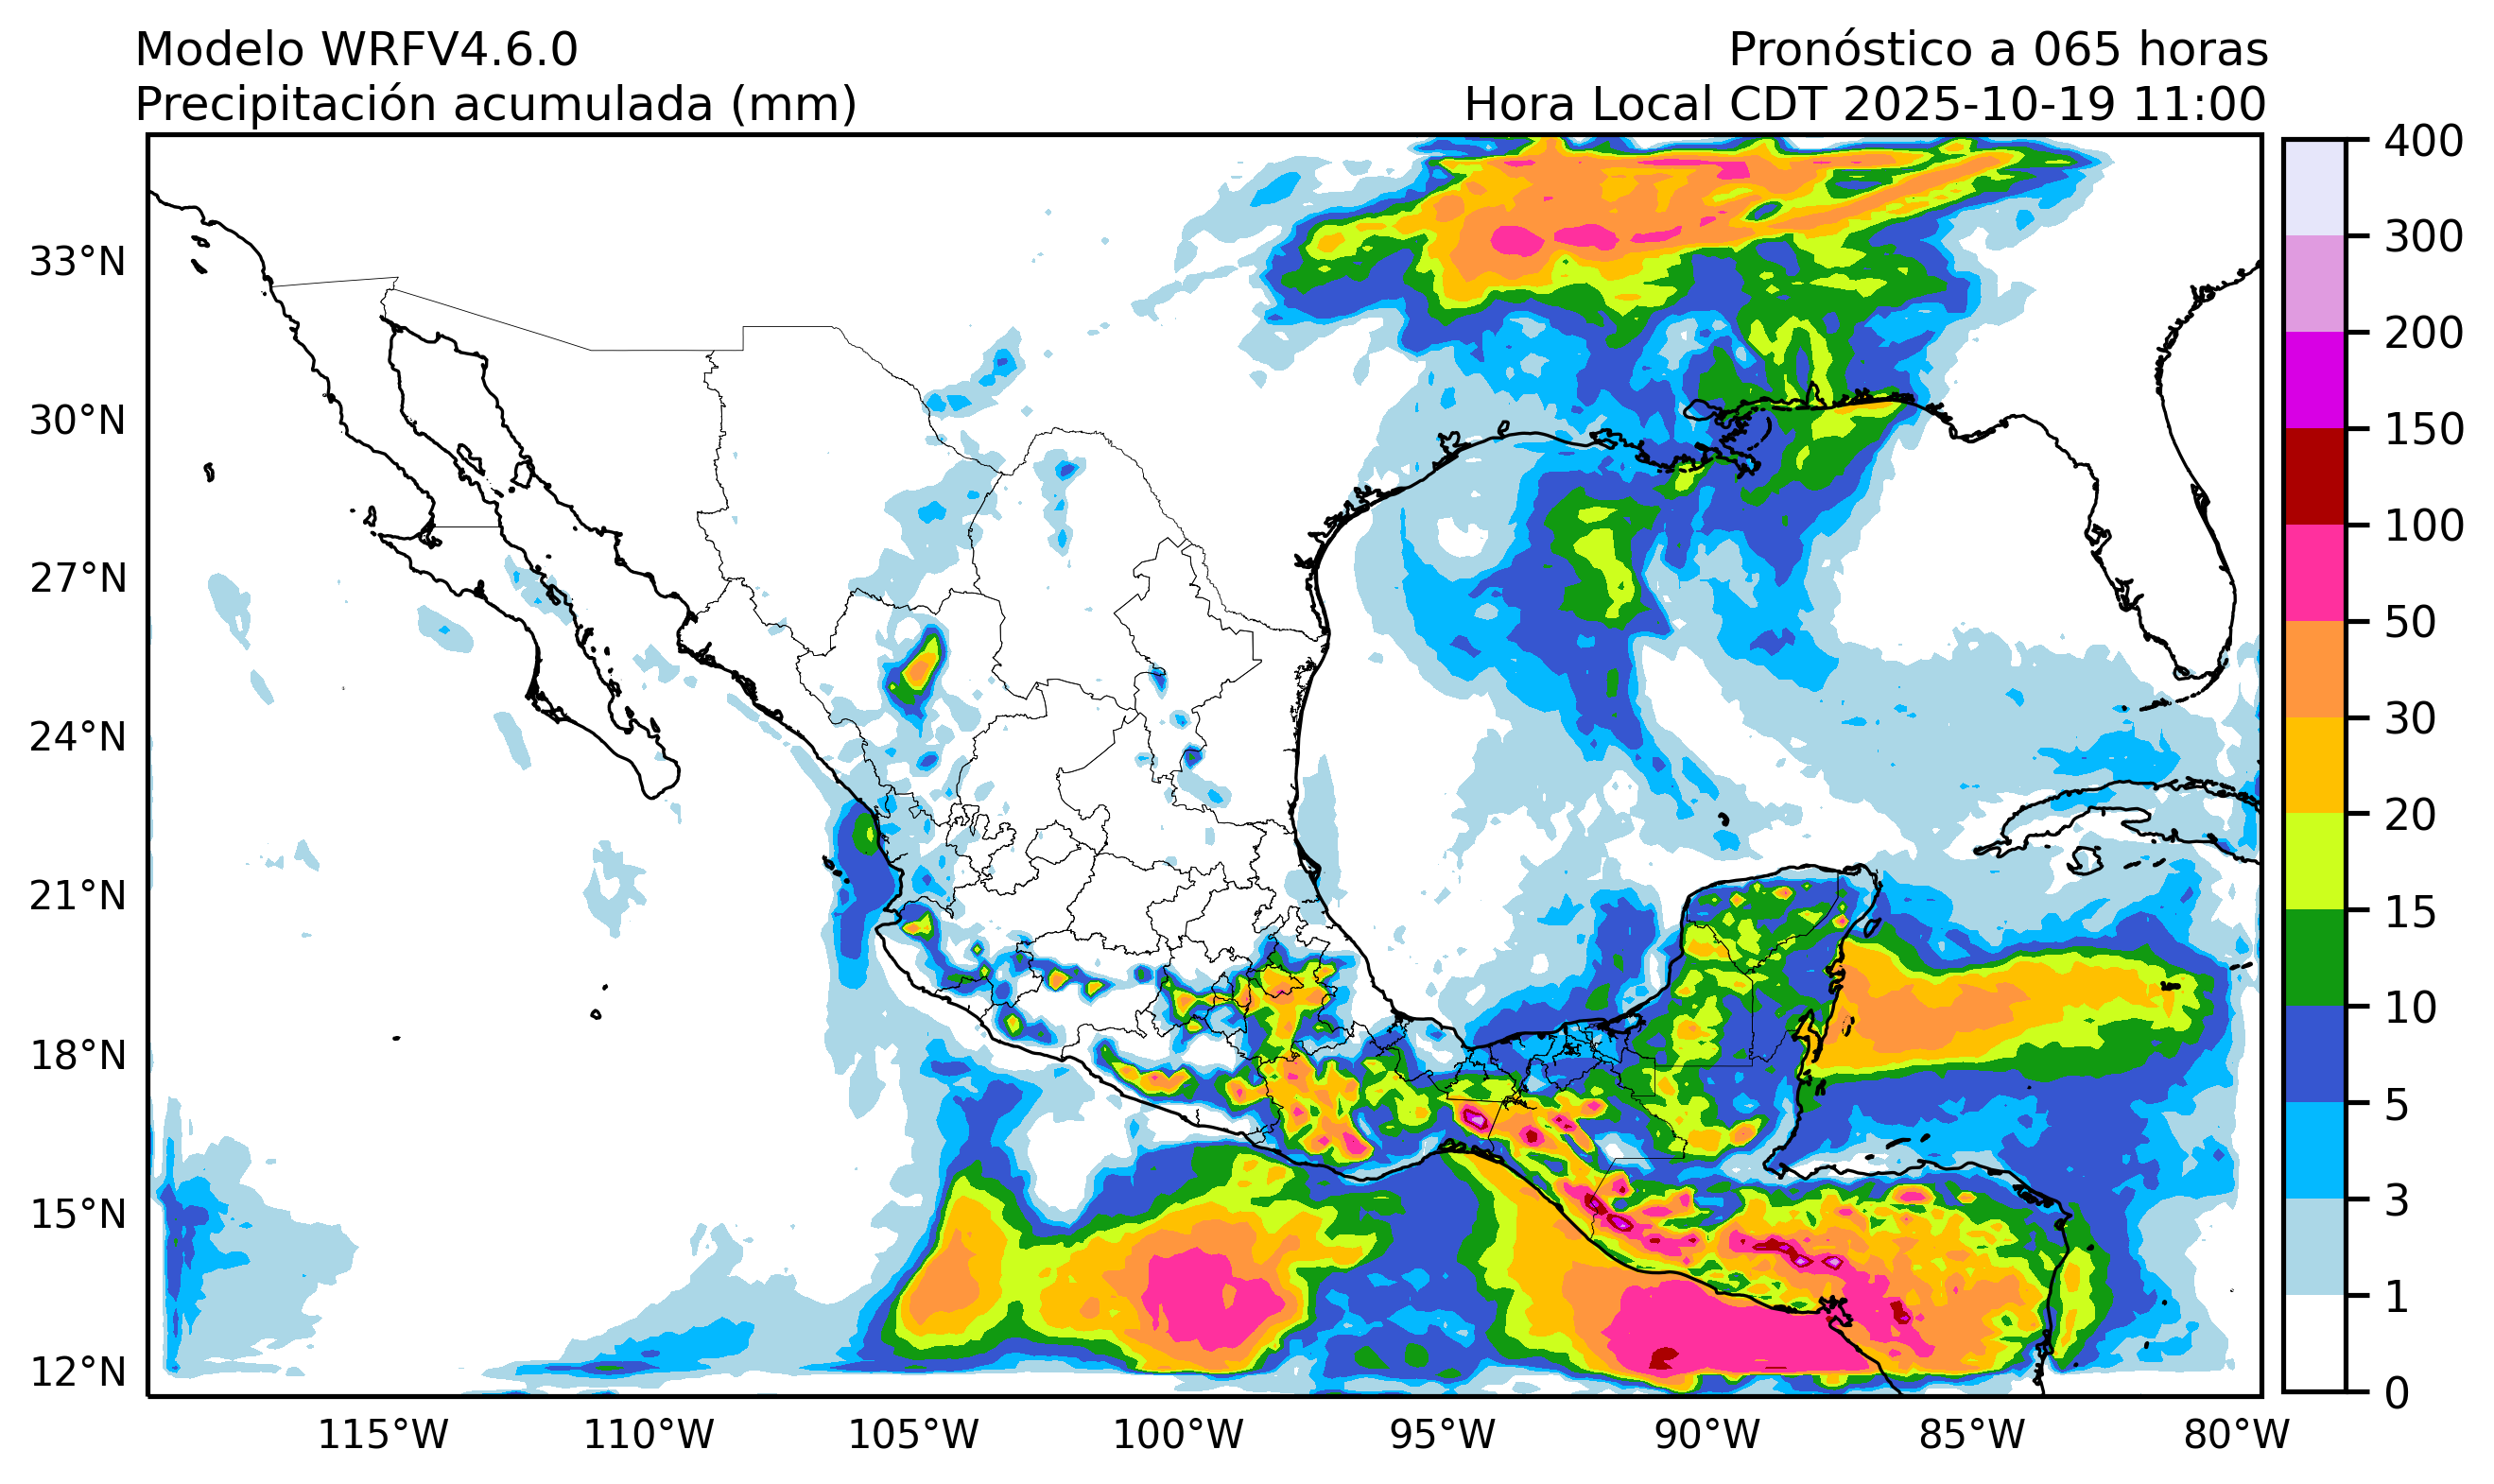 Modelo WRFV4.6.0
Pronóstico a 065 horas
Precipitación acumulada (mm)
Hora Local CDT 2025-10-19 11:00
33°N
30°N
27°N
24°N
21°N
18°N
15°N
12°N
115°W
110°W
105°W
100°W
95°W
90°W
85°W
80°W
400
300
200
150
100
50
30
20
15
10
5
3
1
0